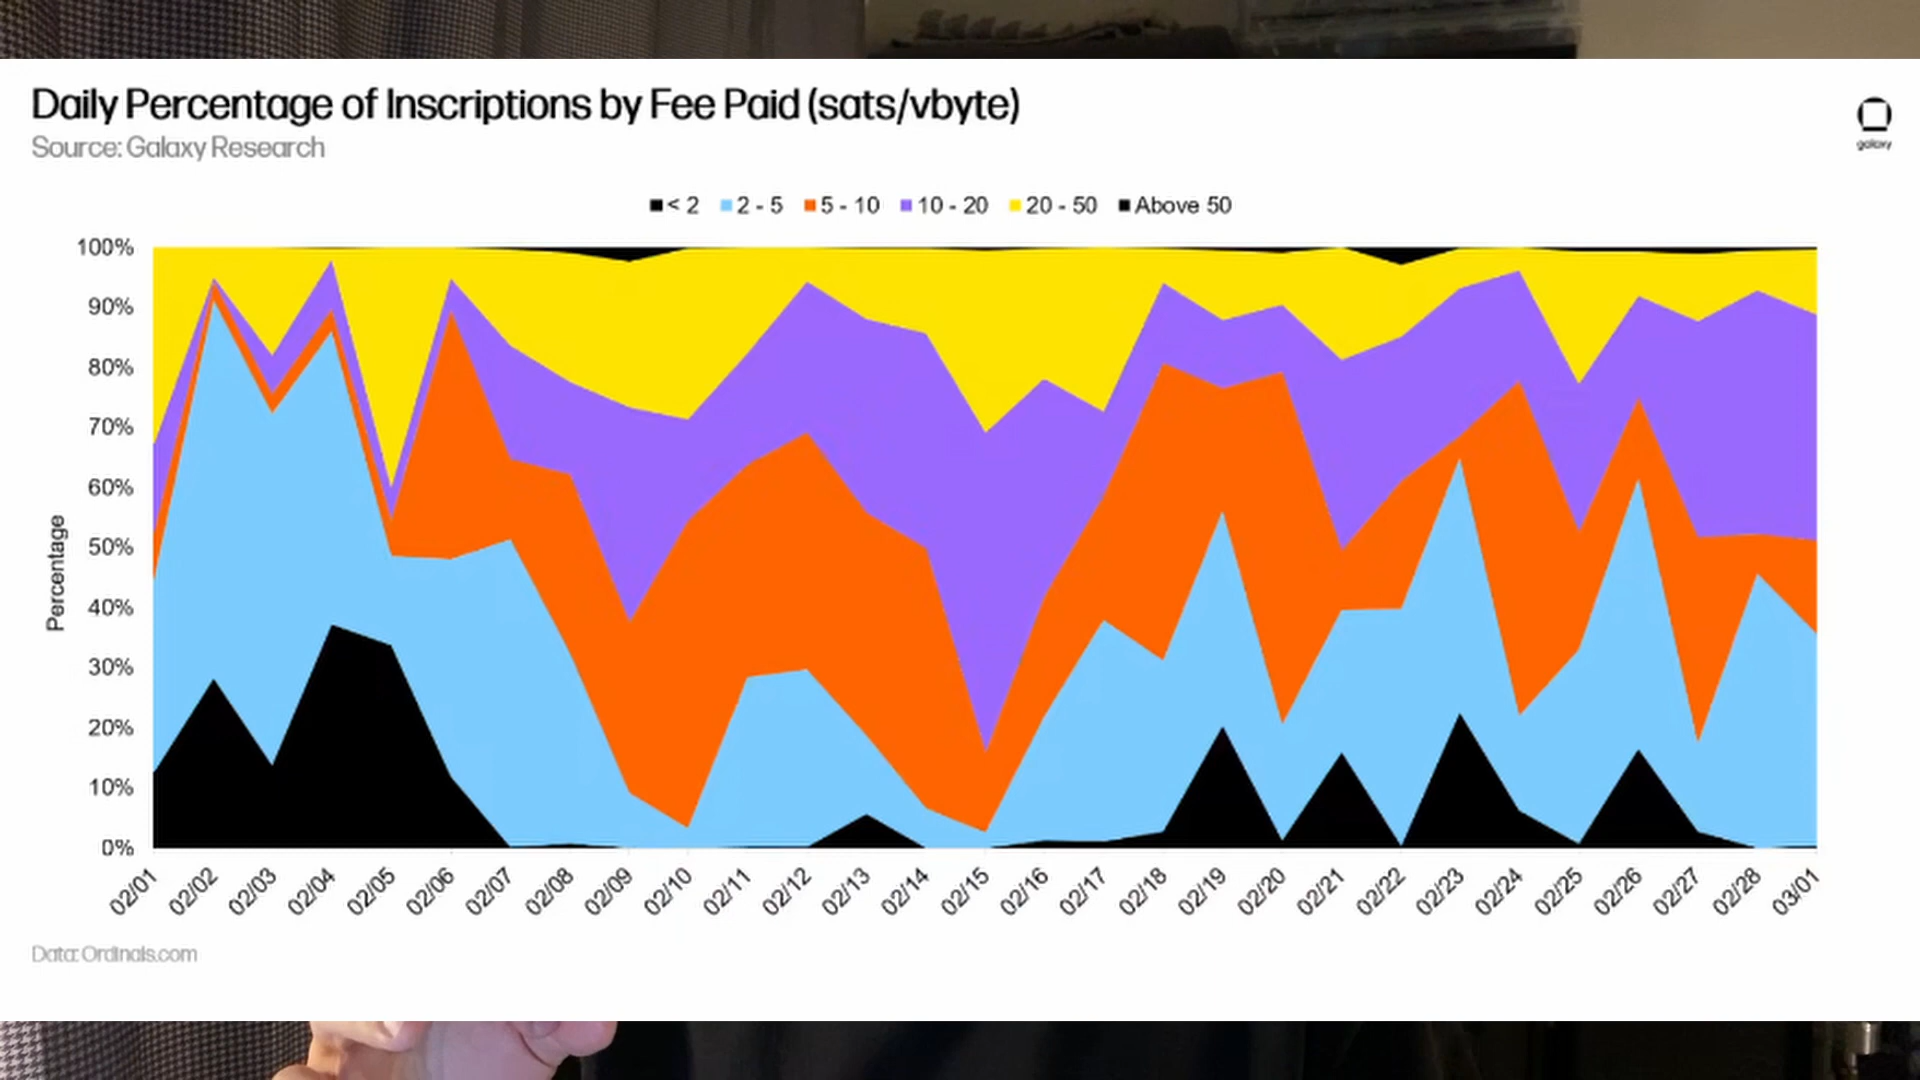 Daily Percentage of Inscriptions by Fee Paid (sats/vbyte)
Source: Galaxy Research
galaxy
< 2 2 - 5 5 - 10 10 - 20 20 - 50 Above 50
100%
90%
80%
70%
60%
50%
40%
30%
20%
10%
0%
Percentage
02/01 02/02 02/03 02/04 02/05 02/06 02/07 02/08 02/09 02/10 02/11 02/12 02/13 02/14 02/15 02/16 02/17 02/18 02/19 02/20 02/21 02/22 02/23 02/24 02/25 02/26 02/27 02/28 03/01
Data: Ordinals.com